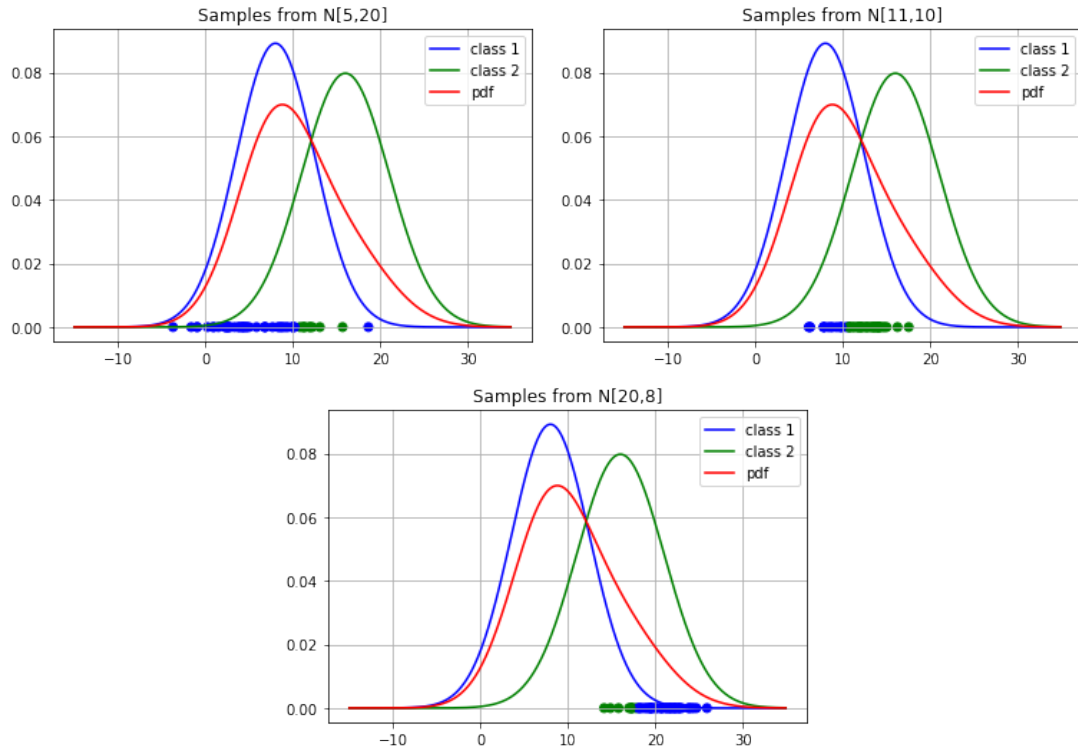 Samples from N[5,20]
class 1
class 2
pdf
0.08
0.06
0.04
0.02
0.00
−10 0 10 20 30
Samples from N[11,10]
class 1
class 2
pdf
0.08
0.06
0.04
0.02
0.00
−10 0 10 20 30
Samples from N[20,8]
class 1
class 2
pdf
0.08
0.06
0.04
0.02
0.00
−10 0 10 20 30